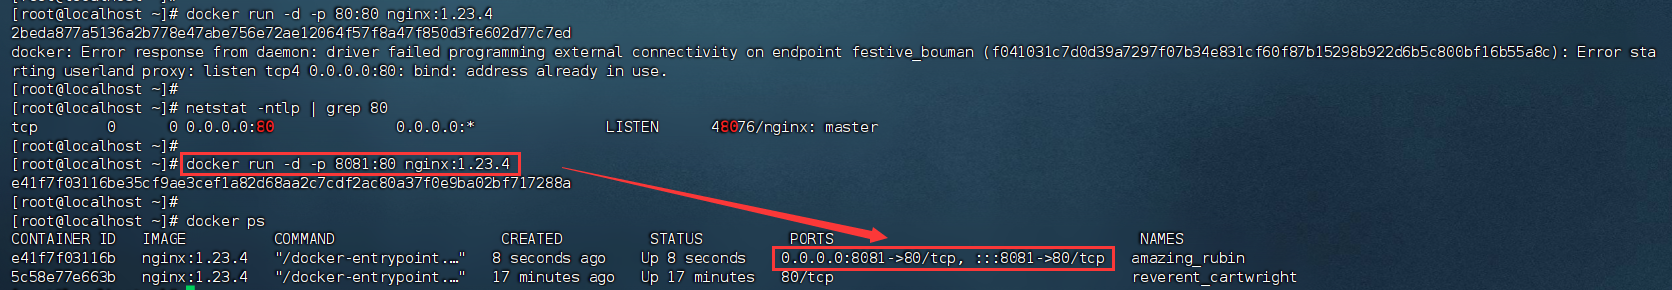 [root@localhost ~]# docker run -d -p 80:80 nginx:1.23.4
2beda877a5136a2b778e47abe756e72ae12064f57f8a47f850d3fe602d77c7ed
docker: Error response from daemon: driver failed programming external connectivity on endpoint festive_bouman (f041031c7d0d39a7297f07b34e831cf60f87b15298b922d6b5c800bf16b55a8c): Error sta
rting userland proxy: listen tcp4 0.0.0.0:80: bind: address already in use.
[root@localhost ~]#
[root@localhost ~]# netstat -ntlp | grep 80
tcp        0      0 0.0.0.0:80              0.0.0.0:*               LISTEN      48076/nginx: master
[root@localhost ~]#
[root@localhost ~]# docker run -d -p 8081:80 nginx:1.23.4
e41f7f03116be35cf9ae3cef1a82d68aa2c7cdf2ac80a37f0e9ba02bf717288a
[root@localhost ~]#
[root@localhost ~]# docker ps
CONTAINER ID   IMAGE          COMMAND                  CREATED          STATUS          PORTS                                   NAMES
e41f7f03116b   nginx:1.23.4   "/docker-entrypoint.…"   8 seconds ago    Up 8 seconds    0.0.0.0:8081->80/tcp, :::8081->80/tcp   amazing_rubin
5c58e77e663b   nginx:1.23.4   "/docker-entrypoint.…"   17 minutes ago   Up 17 minutes   80/tcp                                  reverent_cartwright